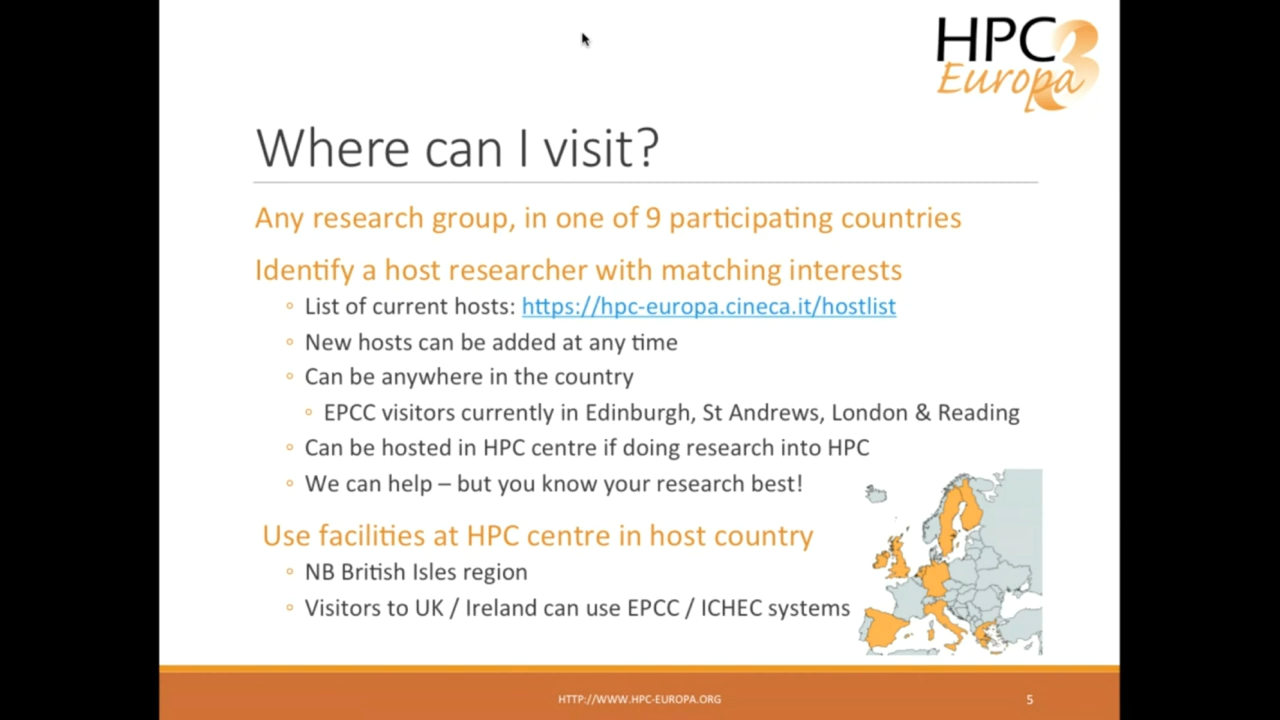 HPC 3
Europa
Where can I visit?
Any research group, in one of 9 participating countries
Identify a host researcher with matching interests
◦ List of current hosts: https://hpc-europa.cineca.it/hostlist
◦ New hosts can be added at any time
◦ Can be anywhere in the country
◦ EPCC visitors currently in Edinburgh, St Andrews, London & Reading
◦ Can be hosted in HPC centre if doing research into HPC
◦ We can help – but you know your research best!
Use facilities at HPC centre in host country
◦ NB British Isles region
◦ Visitors to UK / Ireland can use EPCC / ICHEC systems
HTTP://WWW.HPC-EUROPA.ORG
5